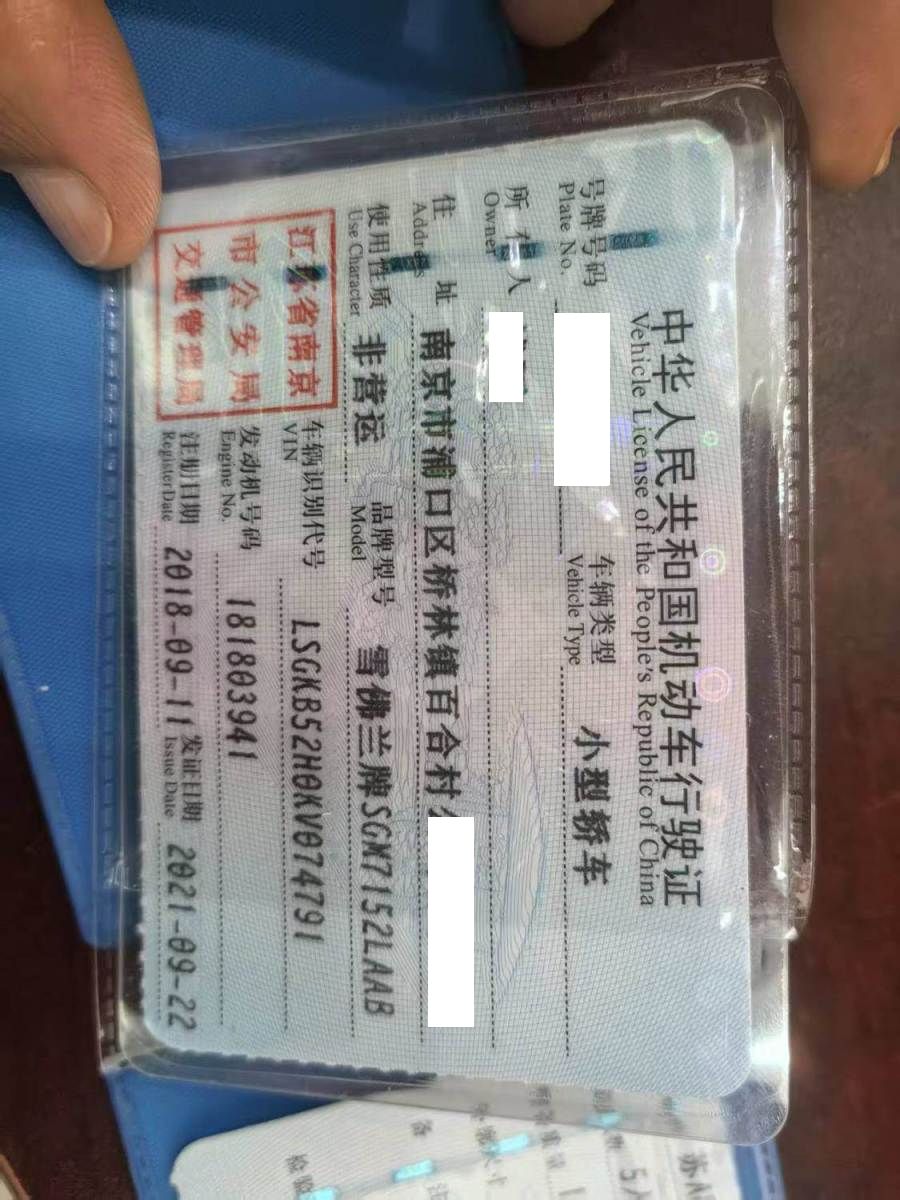 中华人民共和国机动车行驶证
Vehicle License of the People's Republic of China
号牌号码
Plate No.
车辆类型 小型轿车
Vehicle Type
所有人
Owner
住 址 南京市浦口区桥林镇百合村
Address
使用性质 非营运 品牌型号 雪佛兰牌SGM7152LAAB
Use Character Model
江苏省南京
市公安局
交通管理局
车辆识别代号 LSGKB52H0KV074791
VIN
发动机号码 181803941
Engine No.
注册日期 2018-09-11 发证日期 2021-09-22
Register Date Issue Date
苏A
5人